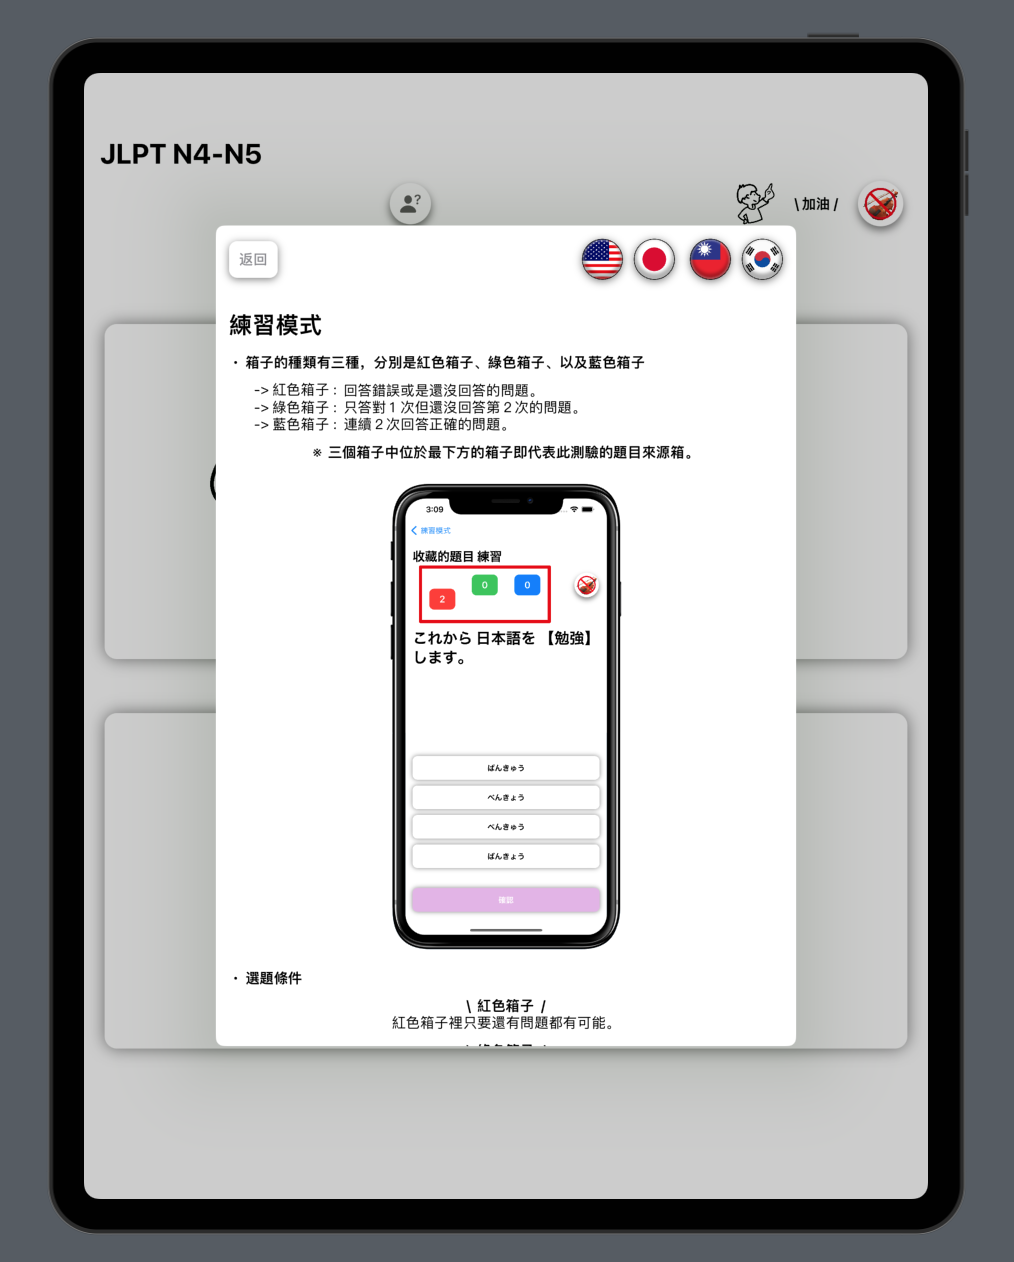 JLPT N4-N5
\ 加油 /
返回
練習模式
・箱子的種類有三種，分別是紅色箱子、綠色箱子、以及藍色箱子
-> 紅色箱子： 回答錯誤或是還沒回答的問題。
-> 綠色箱子： 只答對 1 次但還沒回答第 2 次的問題。
-> 藍色箱子： 連續 2 次回答正確的問題。
※ 三個箱子中位於最下方的箱子即代表此測驗的題目來源箱。
3:09
練習模式
收藏的題目 練習
0
0
2
これから 日本語を 【勉強】
します。
ばんきゅう
べんきょう
べんきゅう
ばんきょう
確認
・選題條件
\ 紅色箱子 /
紅色箱子裡只要還有問題都有可能。